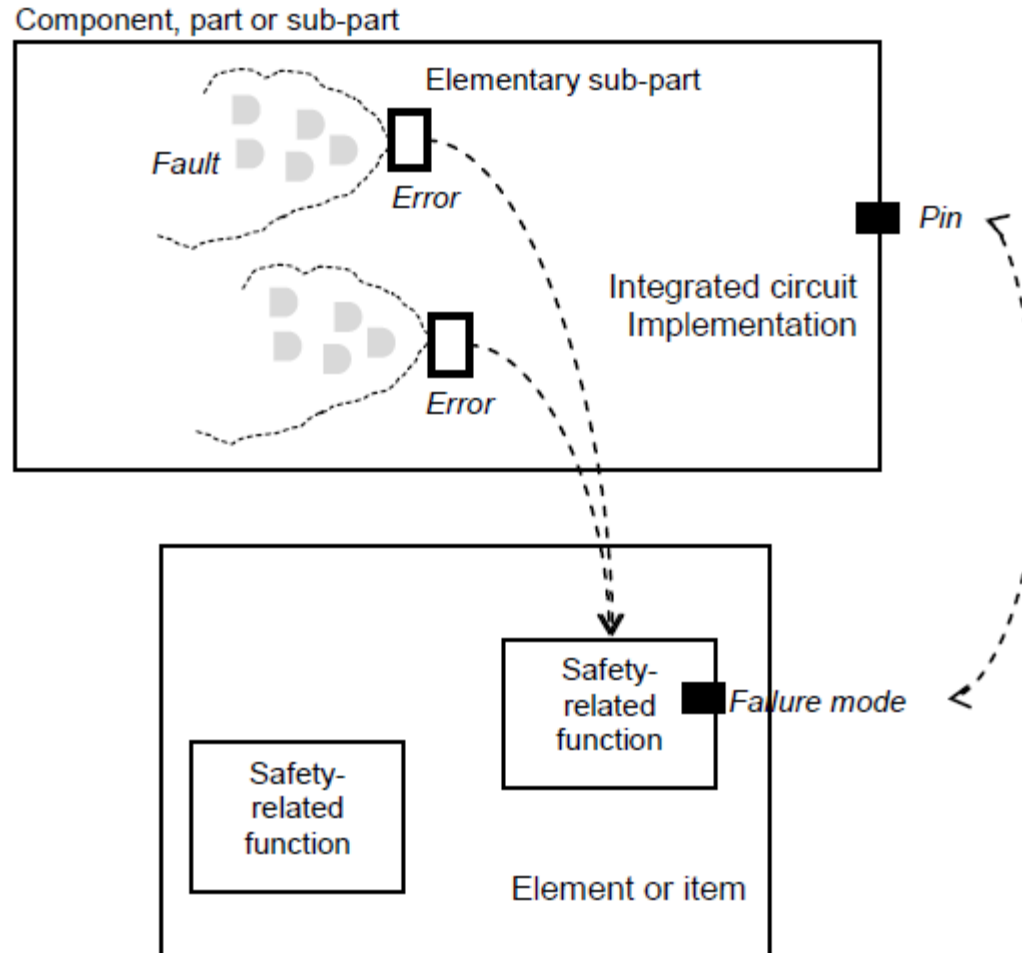 Component, part or sub-part
Elementary sub-part
Fault
Error
Pin
Integrated circuit
Implementation
Error
Safety-
related
function
Failure mode
Safety-
related
function
Element or item